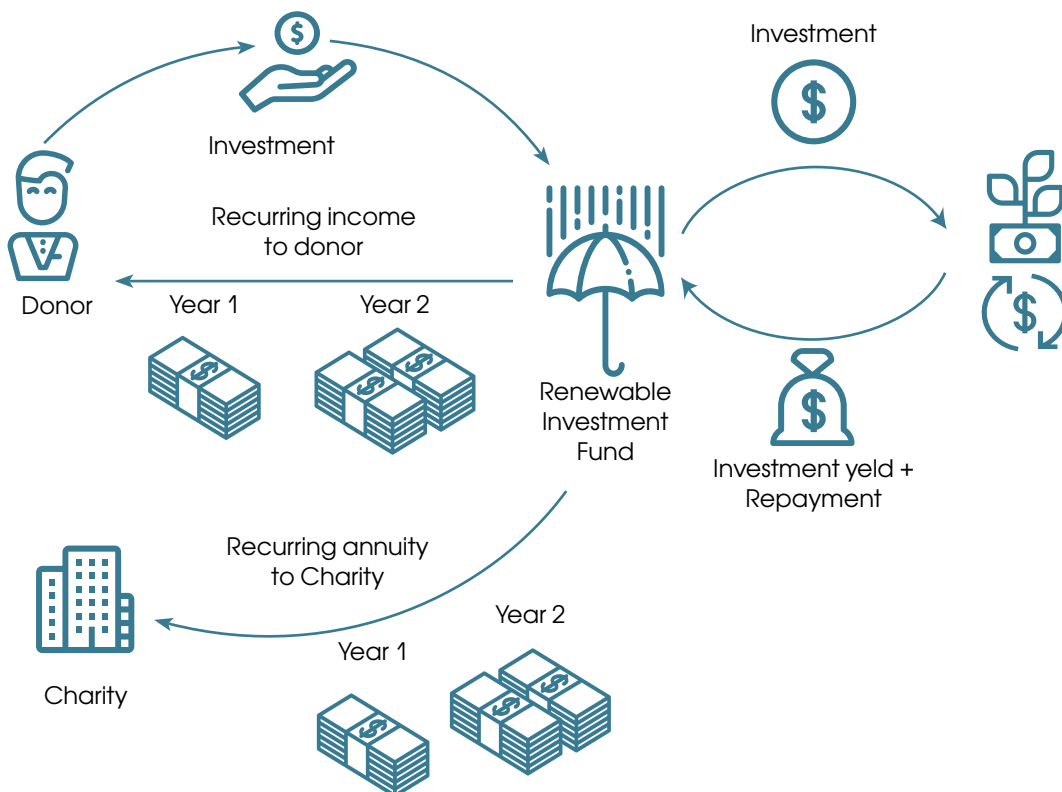 Investment
Investment
Recurring income
to donor
Donor
Year 1
Year 2
$
$
$
Renewable
Investment
Fund
$
$
$
$
Investment yeld +
Repayment
Recurring annuity
to Charity
Charity
Year 1
Year 2
$
$
$